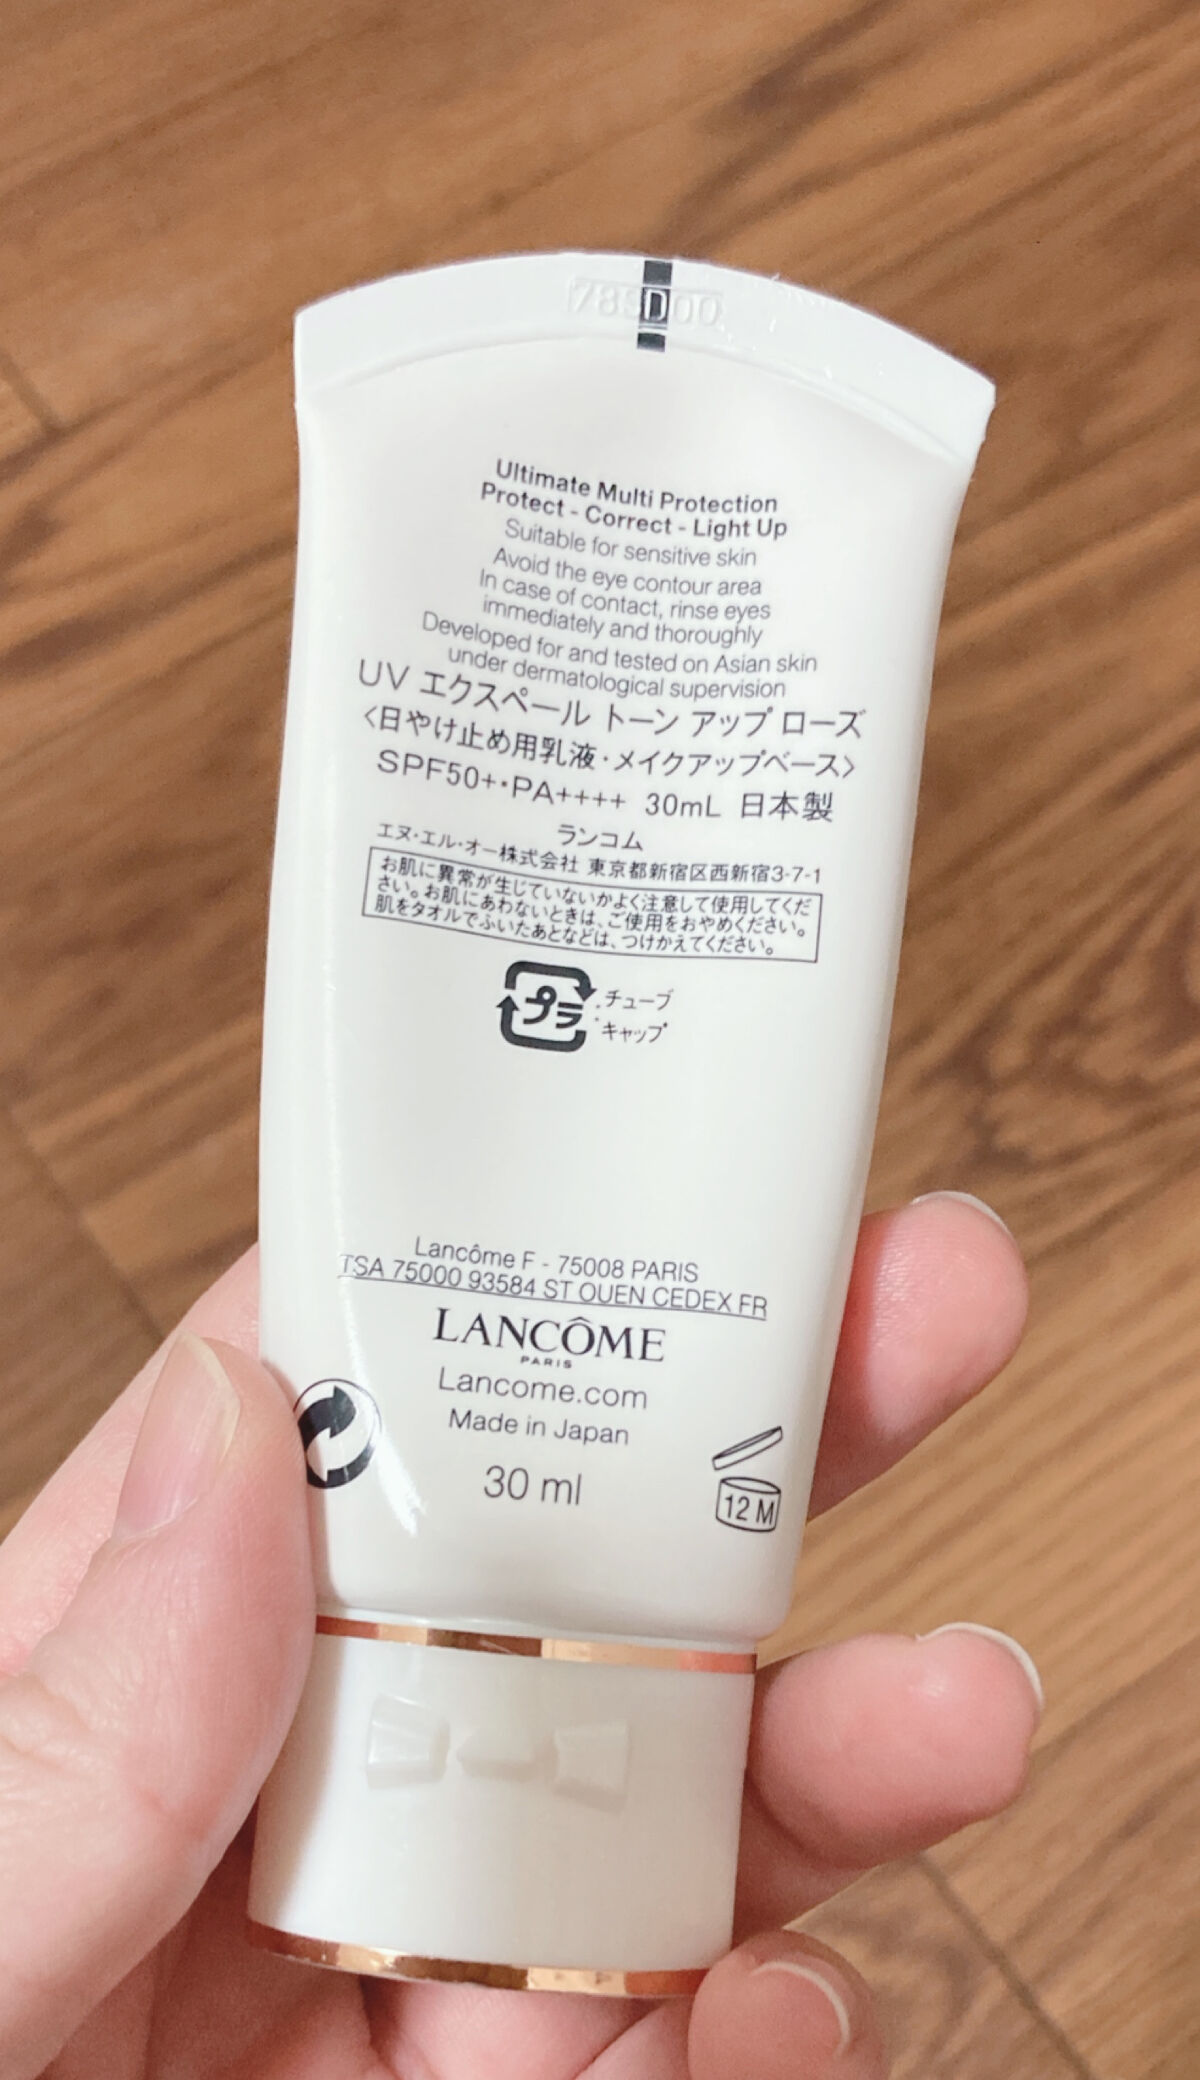 Ultimate Multi Protection
Protect - Correct - Light Up
Suitable for sensitive skin
Avoid the eye contour area
In case of contact, rinse eyes
immediately and thoroughly
Developed for and tested on Asian skin
under dermatological supervision
UV エクスペール トーン アップ ローズ
〈日やけ止め用乳液・メイクアップベース〉
SPF50+・PA++++ 30mL 日本製
ランコム
エヌ・エル・オー株式会社 東京都新宿区西新宿3-7-1
お肌に異常が生じていないかよく注意して使用してくだ
さい。お肌にあわないときは、ご使用をおやめください。
肌をタオルでふいたあとなどは、つけかえてください。
プラ
チューブ
キャップ
Lancôme F - 75008 PARIS
TSA 75000 93584 ST OUEN CEDEX FR
LANCÔME
PARIS
Lancome.com
Made in Japan
30 ml
12 M